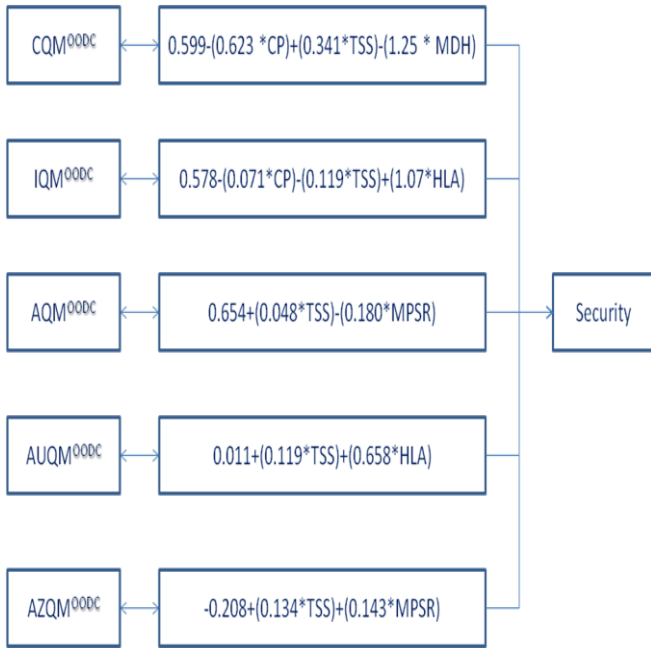 CQM^OODC
0.599-(0.623 *CP)+(0.341*TSS)-(1.25 * MDH)
IQM^OODC
0.578-(0.071*CP)-(0.119*TSS)+(1.07*HLA)
AQM^OODC
0.654+(0.048*TSS)-(0.180*MPSR)
Security
AUQM^OODC
0.011+(0.119*TSS)+(0.658*HLA)
AZQM^OODC
-0.208+(0.134*TSS)+(0.143*MPSR)